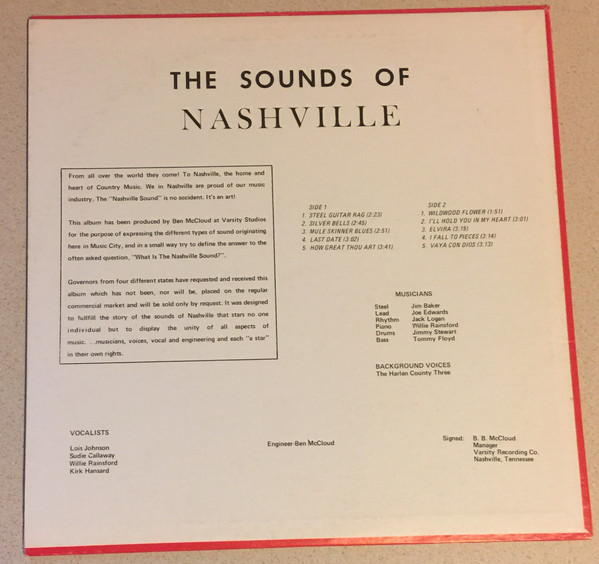 THE SOUNDS OF
NASHVILLE
From all over the world they come! To Nashville, the home and
heart of Country Music. We in Nashville are proud of our music
industry. The "Nashville Sound" is no accident. It's an art!
This album has been produced by Ben McCloud at Varsity Studios
for the purpose of expressing the different types of sound originating
here in Music City, and in a small way try to define the answer to the
often asked question, "What Is The Nashville Sound?".
Governors from four different states have requested and received this
album which has not been, nor will be, placed on the regular
commercial market and will be sold only by request. It was designed
to fullfill the story of the sounds of Nashville that stars no one
individual but to display the unity of all aspects of
music. ...musicians, voices, vocal and engineering and each "a star"
in their own rights.
SIDE 1
1. STEEL GUITAR RAG (2:23)
2. SILVER BELLS (2:45)
3. MULE SKINNER BLUES (2:51)
4. LAST DATE (3:02)
5. HOW GREAT THOU ART (3:41)
SIDE 2
1. WILDWOOD FLOWER (1:51)
2. I'LL HOLD YOU IN MY HEART (3:01)
3. ELVIRA (3:15)
4. I FALL TO PIECES (3:14)
5. VAYA CON DIOS (3:13)
MUSICIANS
Steel Jim Baker
Lead Joe Edwards
Rhythm Jack Logan
Piano Willie Rainsford
Drums Jimmy Stewart
Bass Tommy Floyd
BACKGROUND VOICES
The Harlan County Three
VOCALISTS
Lois Johnson
Sudie Callaway
Willie Rainsford
Kirk Hansard
Engineer-Ben McCloud
Signed: B. B. McCloud
Manager
Varsity Recording Co.
Nashville, Tennessee